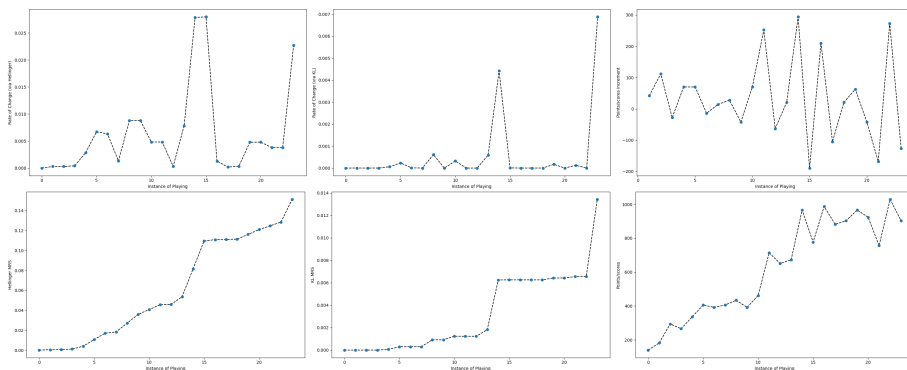 Rate of Change (via Hellinger)
0.025
0.020
0.015
0.010
0.005
0.000
0 5 10 15 20
Instance of Playing
Rate of Change (via KL)
0.007
0.006
0.005
0.004
0.003
0.002
0.001
0.000
0 5 10 15 20
Instance of Playing
Points/scores increment
300
200
100
0
−100
−200
0 5 10 15 20
Instance of Playing
Hellinger MMS
0.14
0.12
0.10
0.08
0.06
0.04
0.02
0.00
0 5 10 15 20
Instance of Playing
KL MMs
0.014
0.012
0.010
0.008
0.006
0.004
0.002
0.000
0 5 10 15 20
Instance of Playing
Points/scores
1000
800
600
400
200
0 5 10 15 20
Instance of Playing